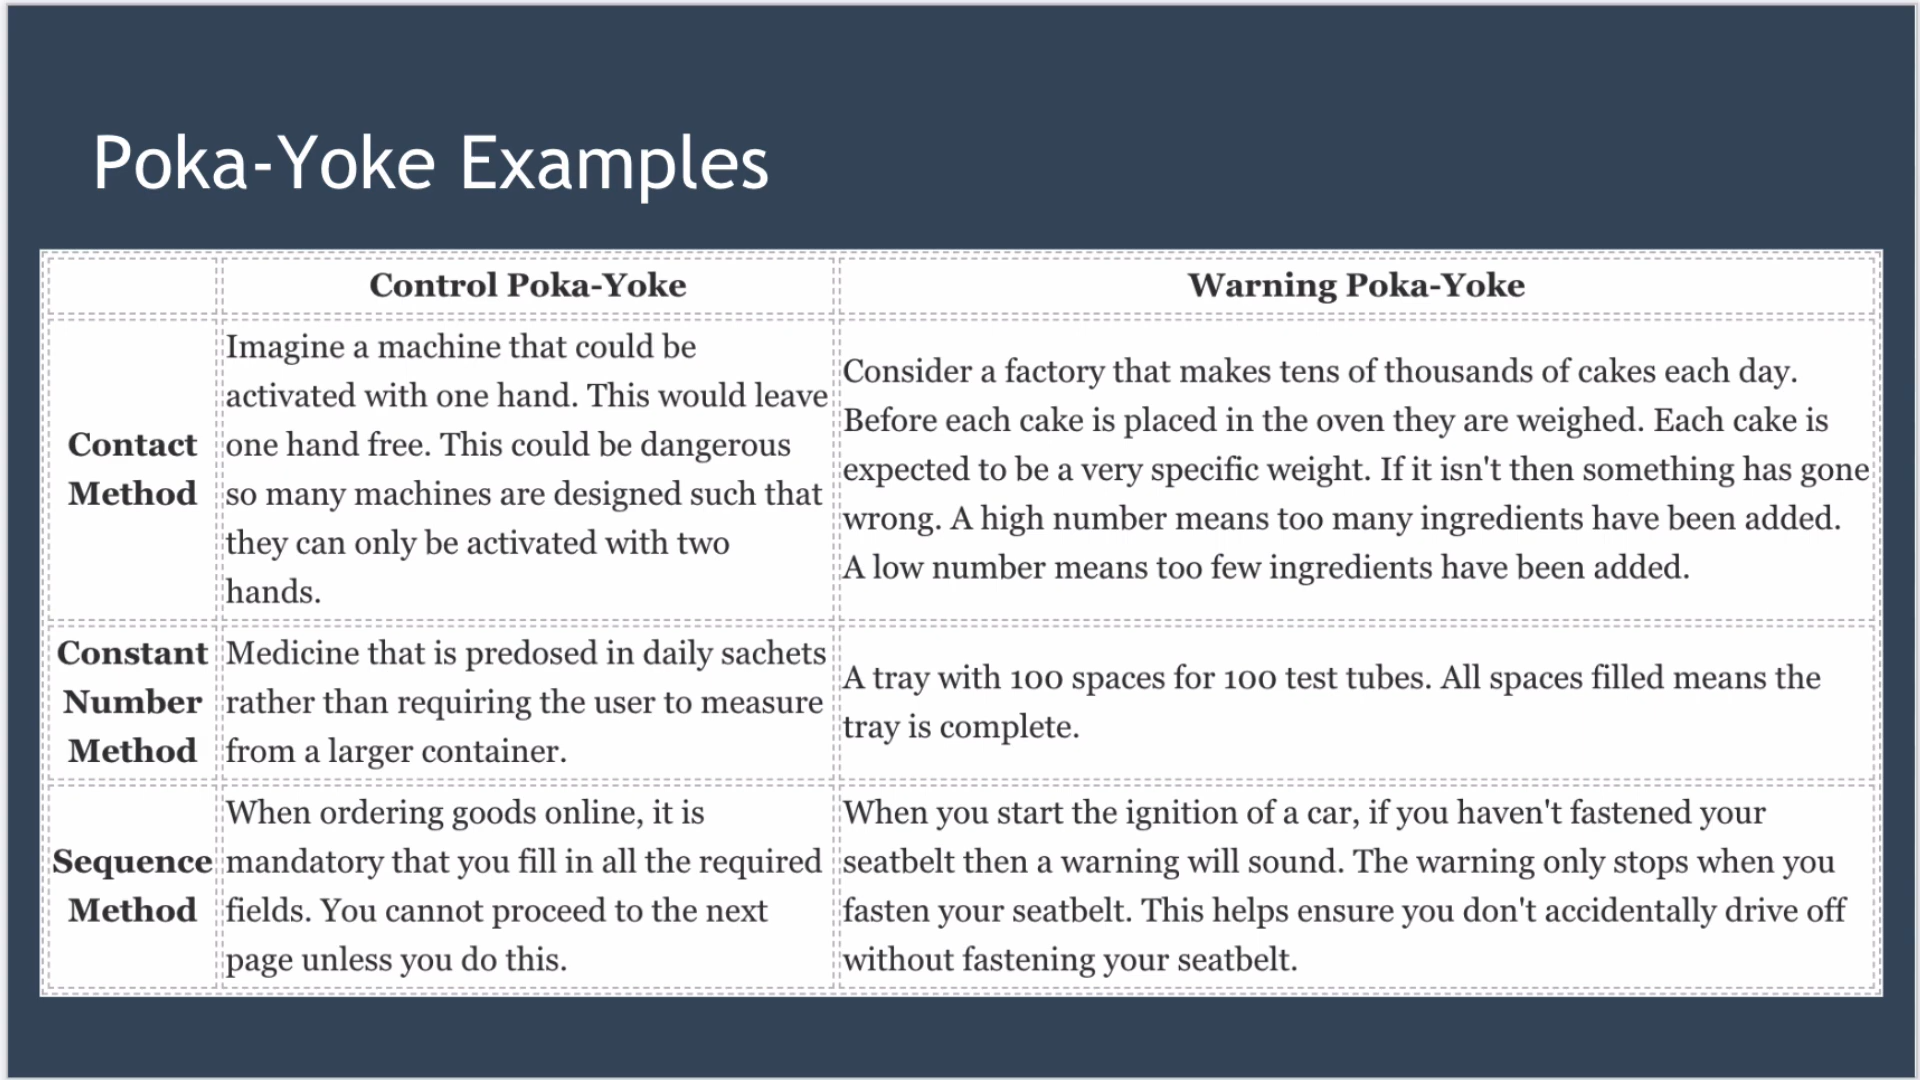 Poka-Yoke Examples
Control Poka-Yoke
Warning Poka-Yoke
Contact
Method
Imagine a machine that could be
activated with one hand. This would leave
one hand free. This could be dangerous
so many machines are designed such that
they can only be activated with two
hands.
Consider a factory that makes tens of thousands of cakes each day.
Before each cake is placed in the oven they are weighed. Each cake is
expected to be a very specific weight. If it isn't then something has gone
wrong. A high number means too many ingredients have been added.
A low number means too few ingredients have been added.
Constant
Number
Method
Medicine that is predosed in daily sachets
rather than requiring the user to measure
from a larger container.
A tray with 100 spaces for 100 test tubes. All spaces filled means the
tray is complete.
Sequence
Method
When ordering goods online, it is
mandatory that you fill in all the required
fields. You cannot proceed to the next
page unless you do this.
When you start the ignition of a car, if you haven't fastened your
seatbelt then a warning will sound. The warning only stops when you
fasten your seatbelt. This helps ensure you don't accidentally drive off
without fastening your seatbelt.